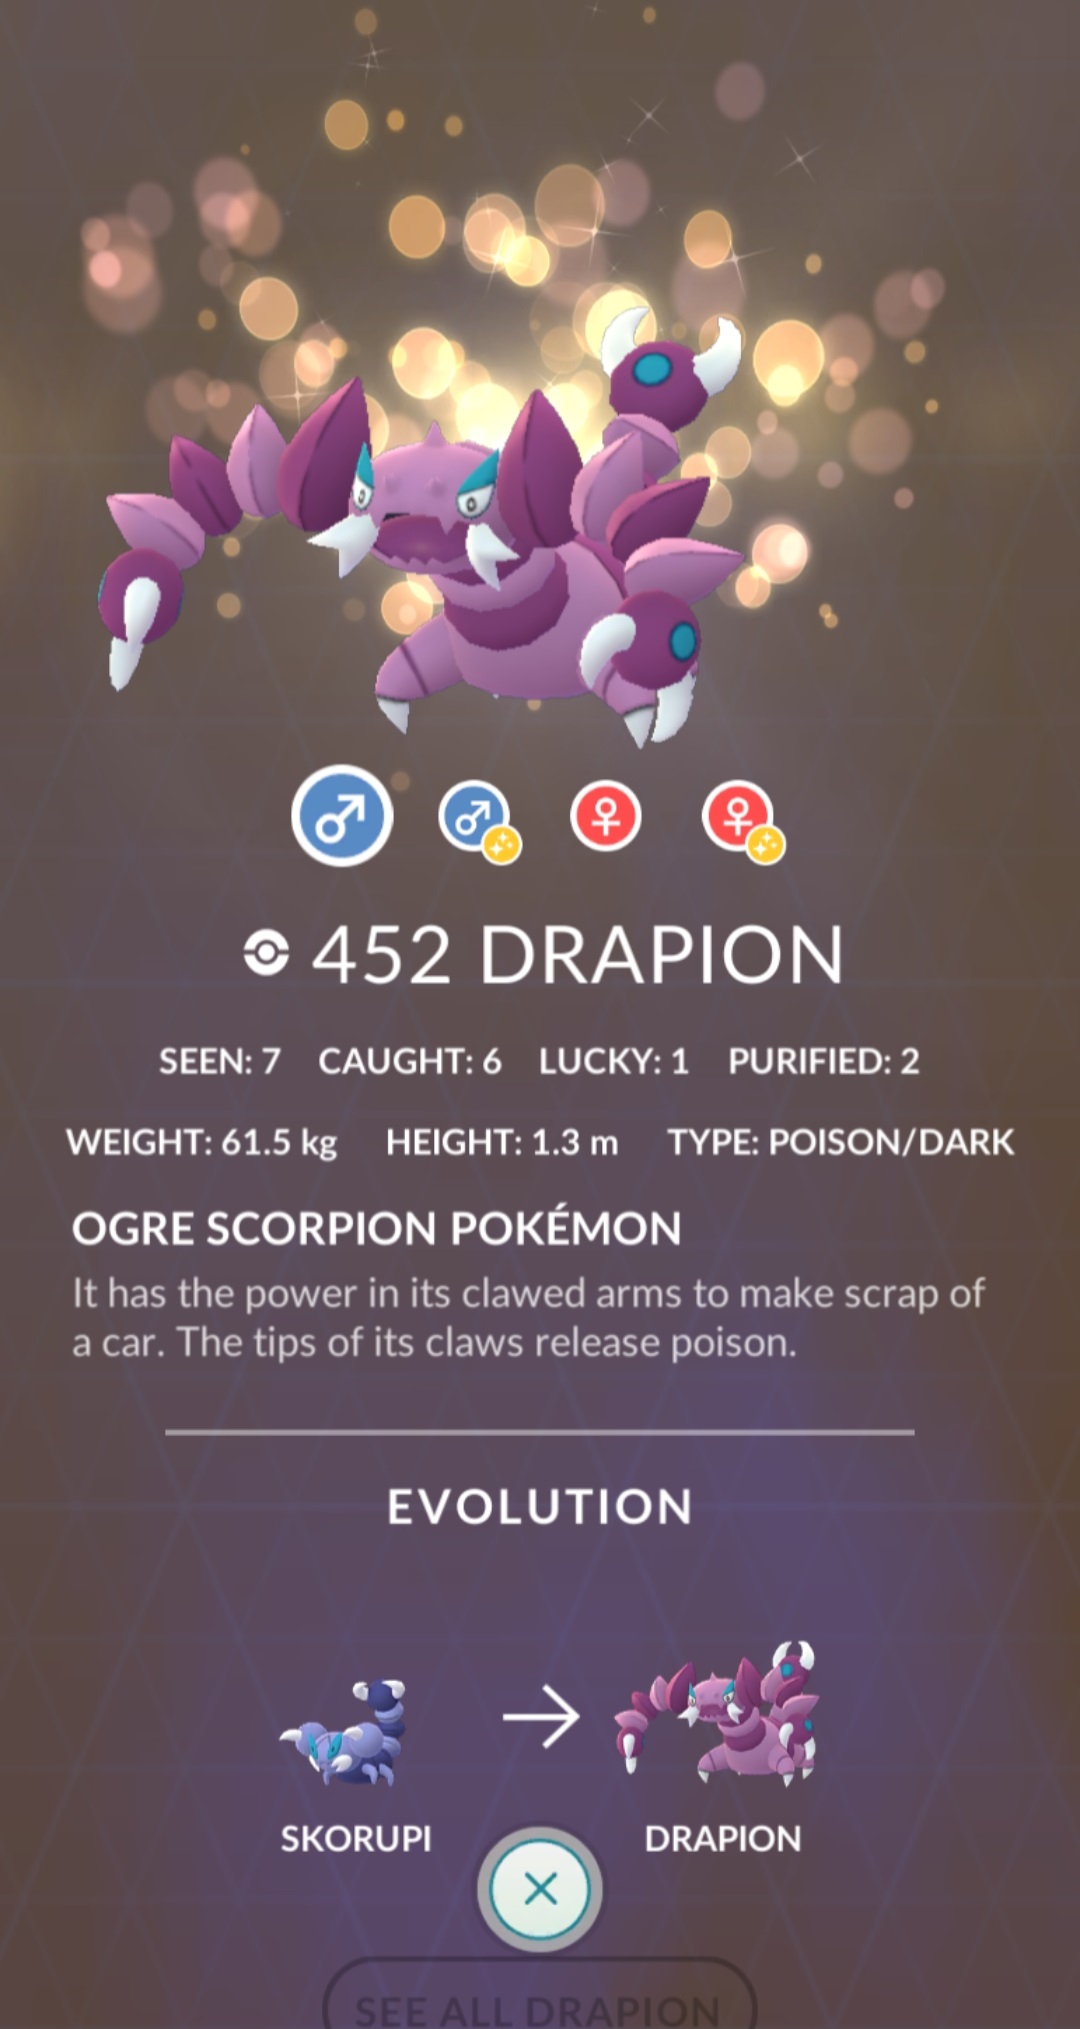 452 DRAPION
SEEN: 7 CAUGHT: 6 LUCKY: 1 PURIFIED: 2
WEIGHT: 61.5 kg HEIGHT: 1.3 m TYPE: POISON/DARK
OGRE SCORPION POKÉMON
It has the power in its clawed arms to make scrap of
a car. The tips of its claws release poison.
EVOLUTION
SKORUPI DRAPION
SEE ALL DRAPION